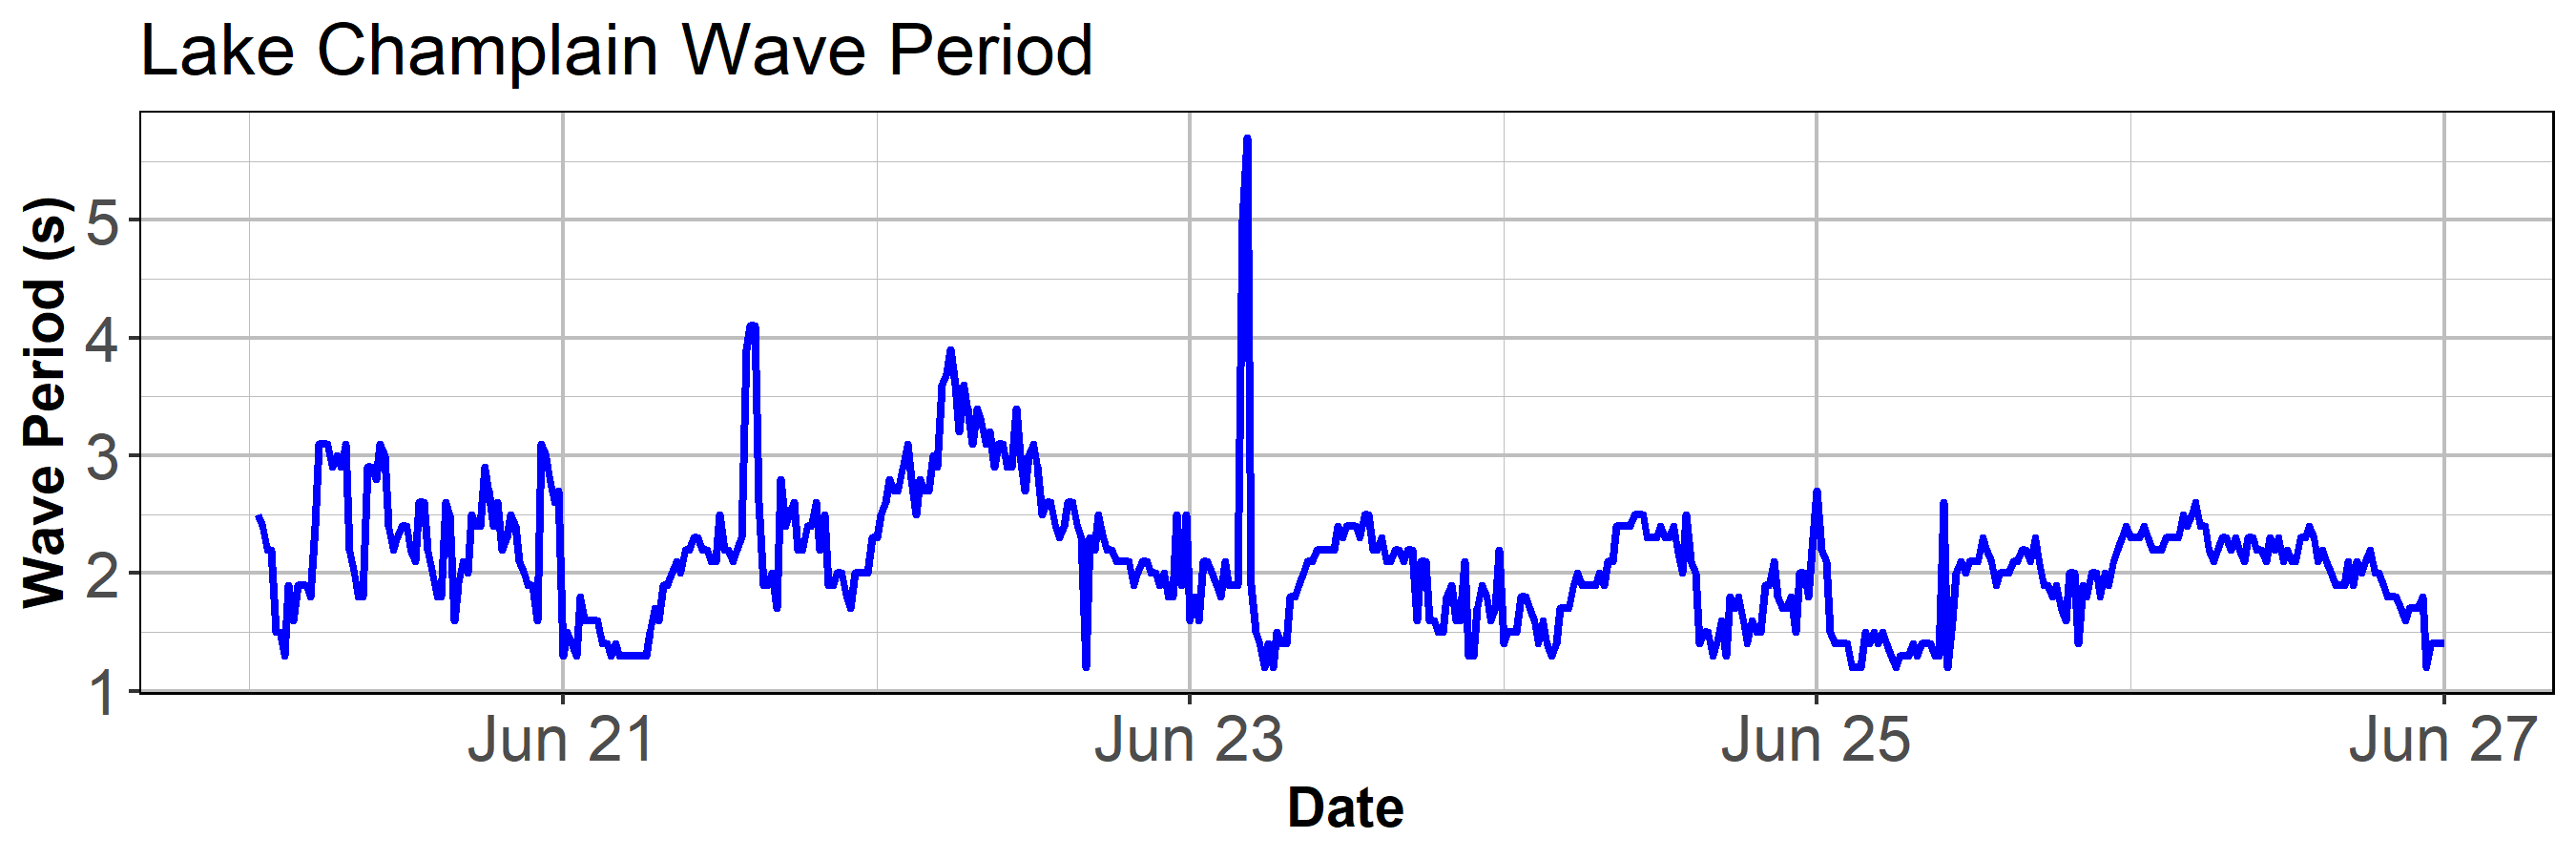 Lake Champlain Wave Period
Wave Period (s)
5
4
3
2
1
Jun 21
Jun 23
Jun 25
Jun 27
Date